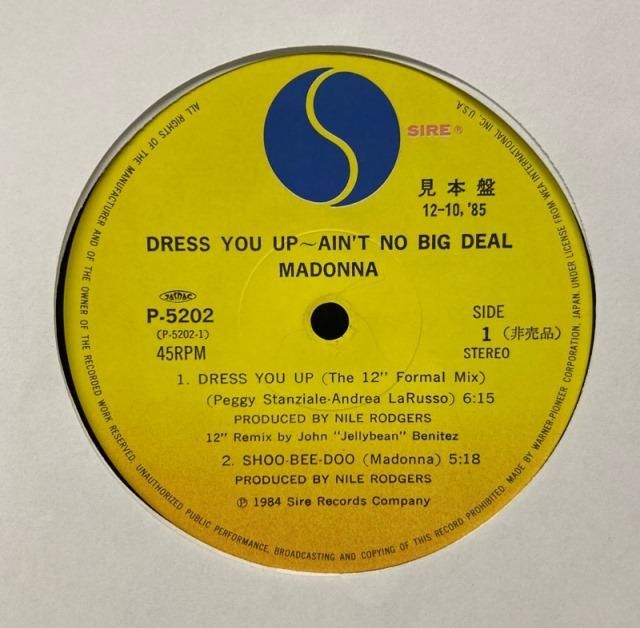 SIRE®
見本盤
12-10, '85
DRESS YOU UP~AIN'T NO BIG DEAL
MADONNA
P-5202
(P-5202-1)
45RPM
SIDE
1 (非売品)
STEREO
1. DRESS YOU UP (The 12" Formal Mix)
(Peggy Stanziale-Andrea LaRusso) 6:15
PRODUCED BY NILE RODGERS
12" Remix by John "Jellybean" Benitez
2. SHOO-BEE-DOO (Madonna) 5:18
PRODUCED BY NILE RODGERS
Ⓟ 1984 Sire Records Company
ALL RIGHTS OF THE MANUFACTURER AND OF THE OWNER OF THE RECORDED WORK RESERVED. UNAUTHORIZED PUBLIC PERFORMANCE, BROADCASTING AND COPYING OF THIS RECORD PROHIBITED. MADE BY WARNER-PIONEER CORPORATION, JAPAN. UNDER LICENSE FROM WEA INTERNATIONAL INC. U.S.A.